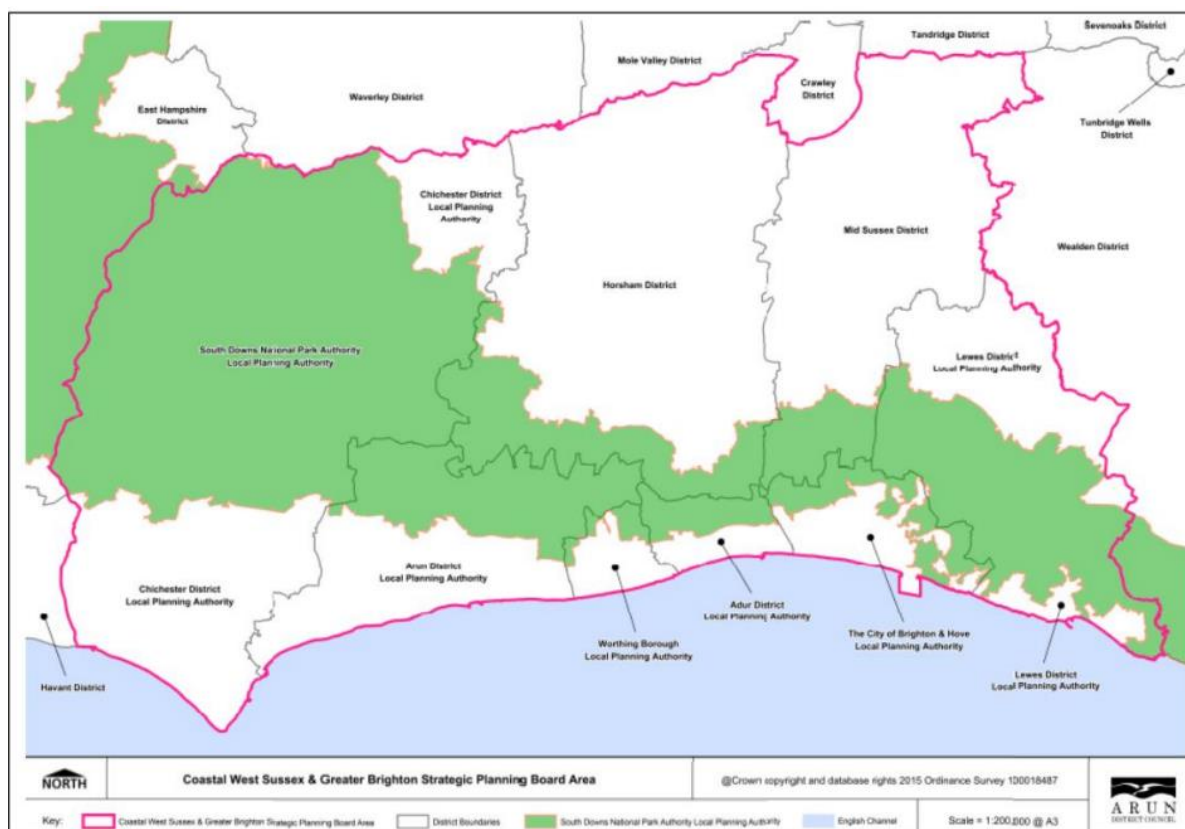 Sevenoaks District
Tandridge District
Mole Valley District
Crawley
District
Waverley District
East Hampshire
District
Tunbridge Wells
District
Chichester District
Local Planning
Authority
Mid Sussex District
Wealden District
Horsham District
South Downs National Park Authority
Local Planning Authority
Lewes District
Local Planning Authority
Arun District
Local Planning Authority
Chichester District
Local Planning Authority
Adur District
Local Planning Authority
Worthing Borough
Local Planning Authority
The City of Brighton & Hove
Local Planning Authority
Lewes District
Local Planning Authority
Havant District
NORTH
Coastal West Sussex & Greater Brighton Strategic Planning Board Area
@Crown copyright and database rights 2015 Ordinance Survey 100018487
ARUN
DISTRICT COUNCIL
Key:
Coastal West Sussex & Greater Brighton Strategic Planning Board Area
District Boundaries
South Downs National Park Authority Local Planning Authority
English Channel
Scale = 1:200,000 @ A3